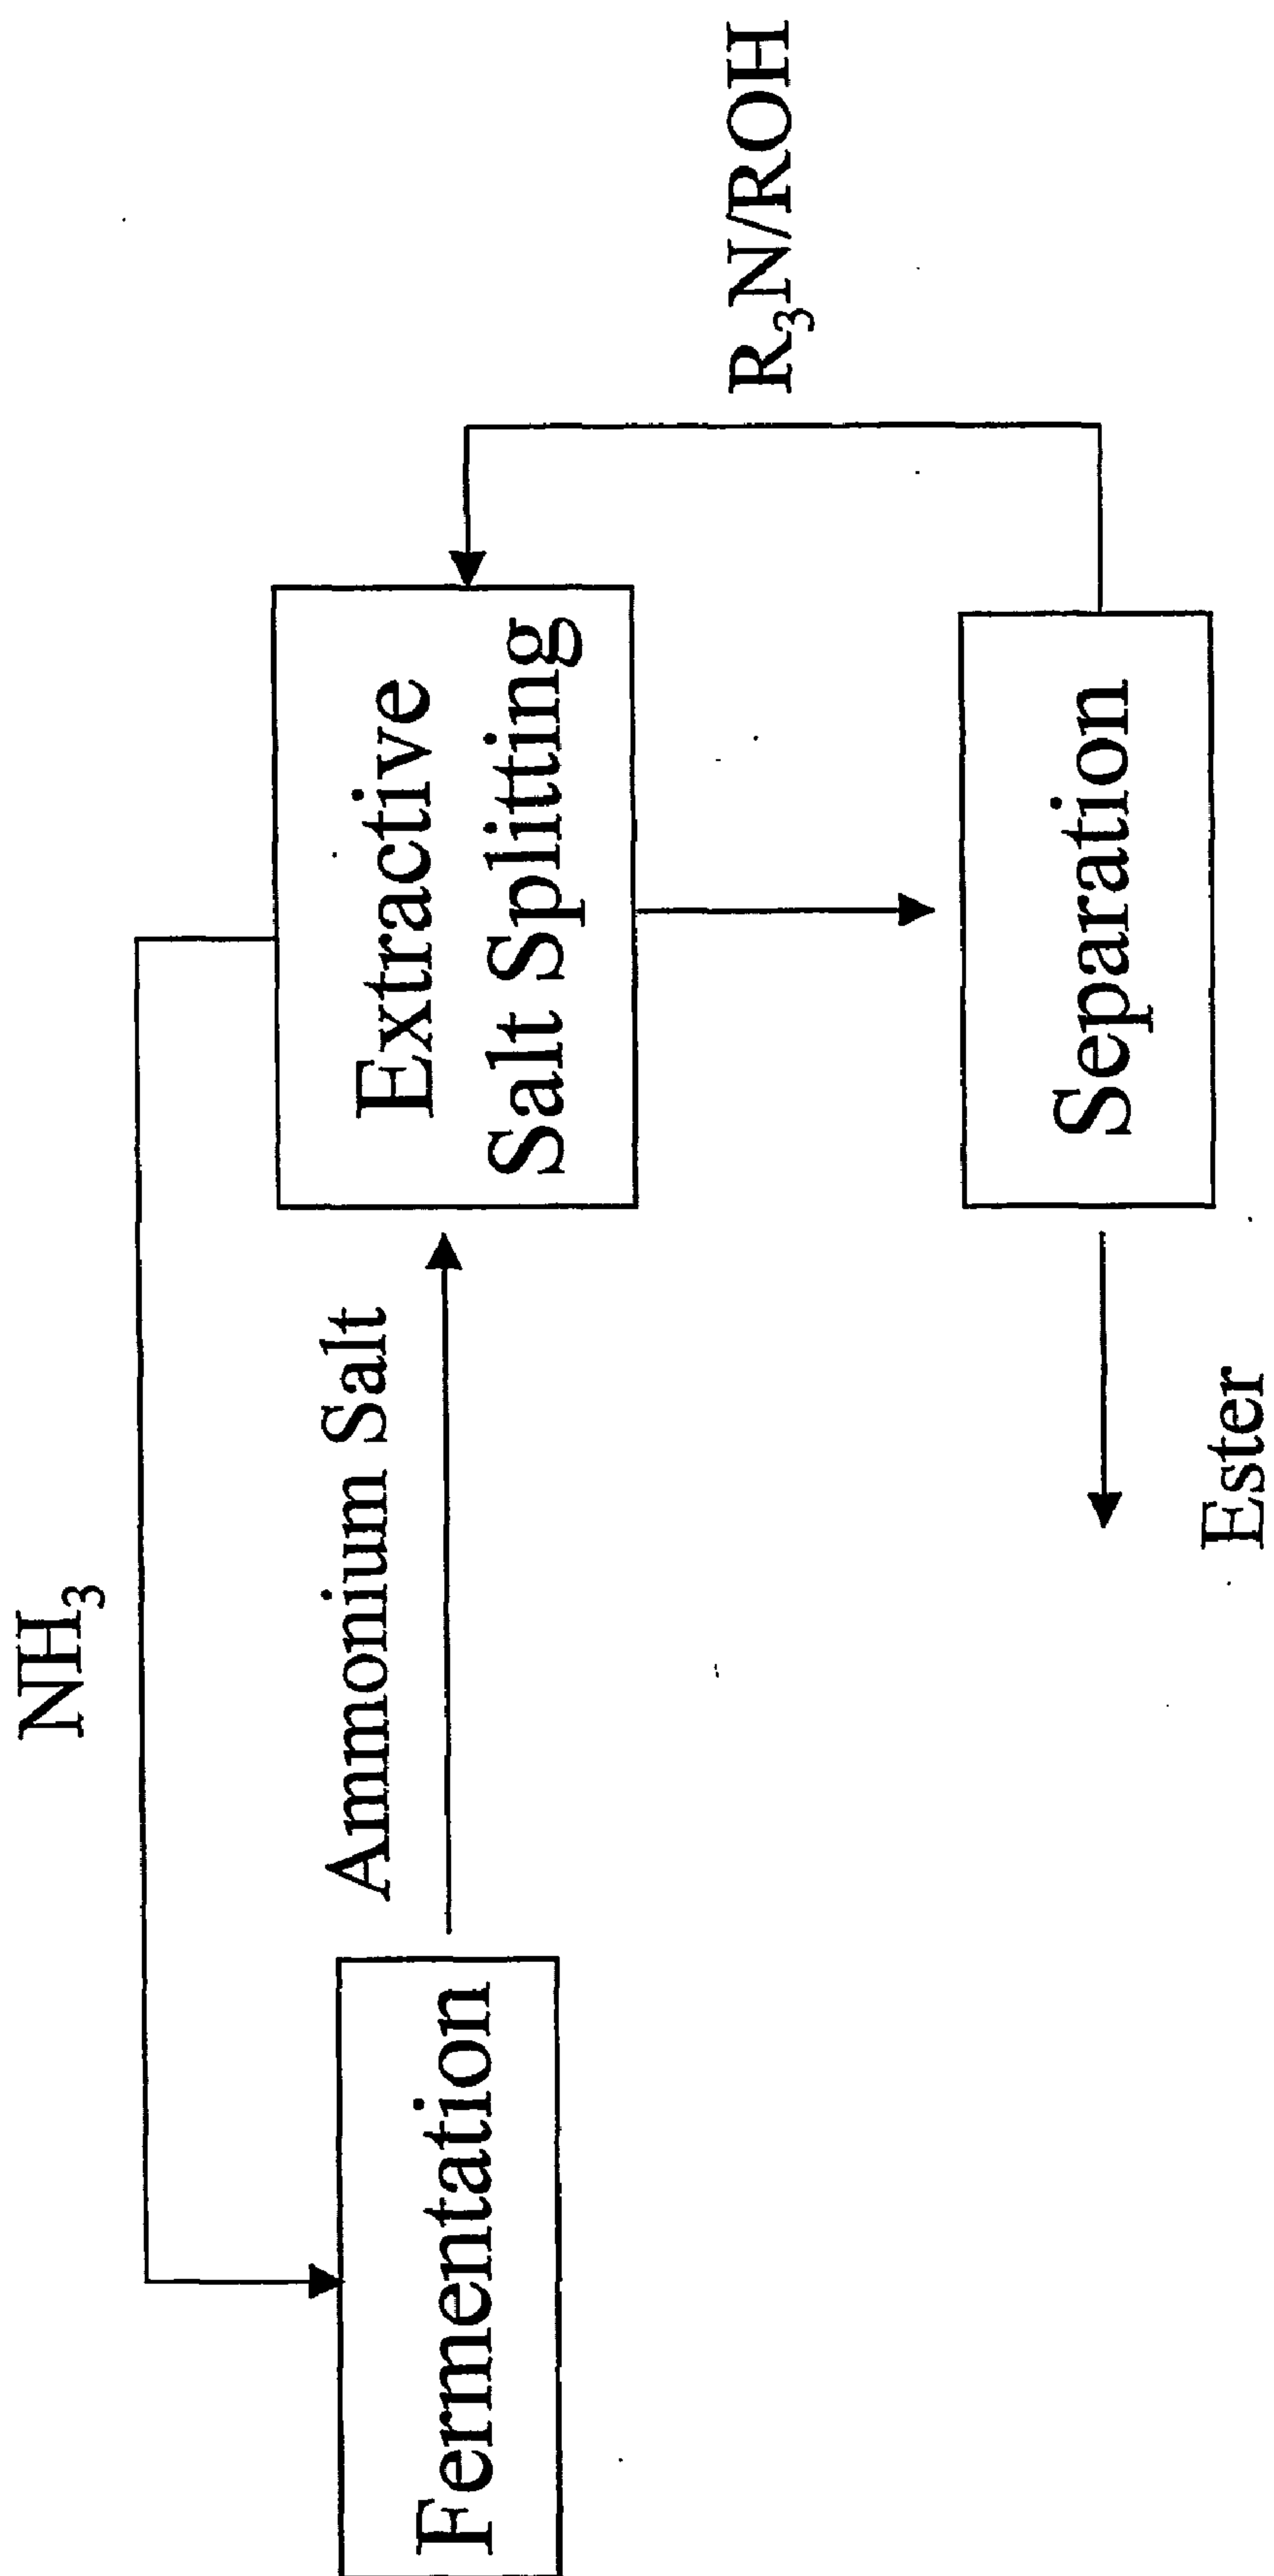 NH3
Fermentation
Ammonium Salt
Extractive
Salt Splitting
R3N/ROH
Separation
Ester